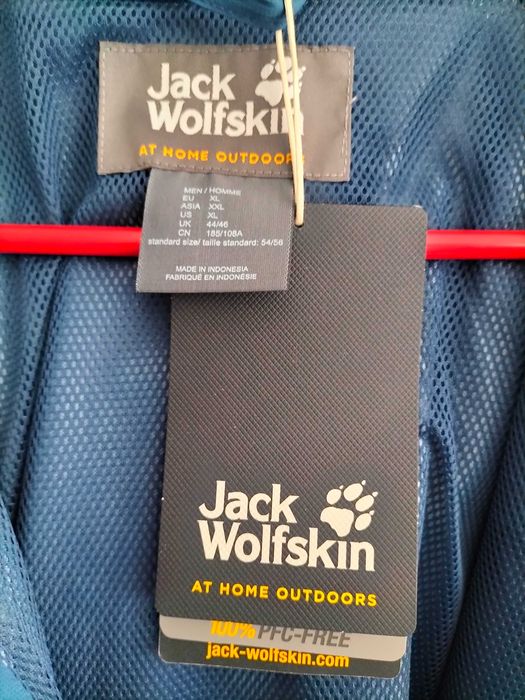 Jack
Wolfskin
AT HOME OUTDOORS
MEN / HOMME
EU XL
ASIA XXL
US XL
UK 44/46
CN 185/108A
standard size/ taille standard: 54/56
MADE IN INDONESIA
FABRIQUÉ EN INDONÉSIE
Jack
Wolfskin
AT HOME OUTDOORS
100% PFC-FREE
jack-wolfskin.com